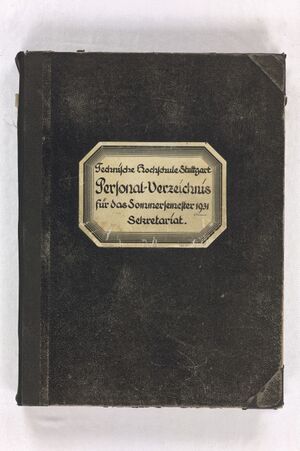 Technische Hochschule Stuttgart
Personal-Verzeichnis
für das Sommersemester 1931
Sekretariat.